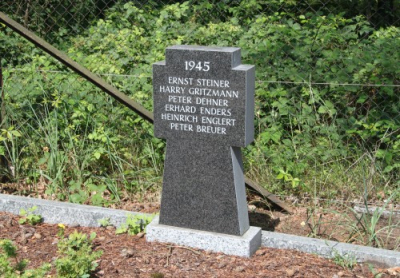 1945
ERNST STEINER
HARRY GRITZMANN
PETER DEHNER
ERHARD ENDERS
HEINRICH ENGLERT
PETER BREUER